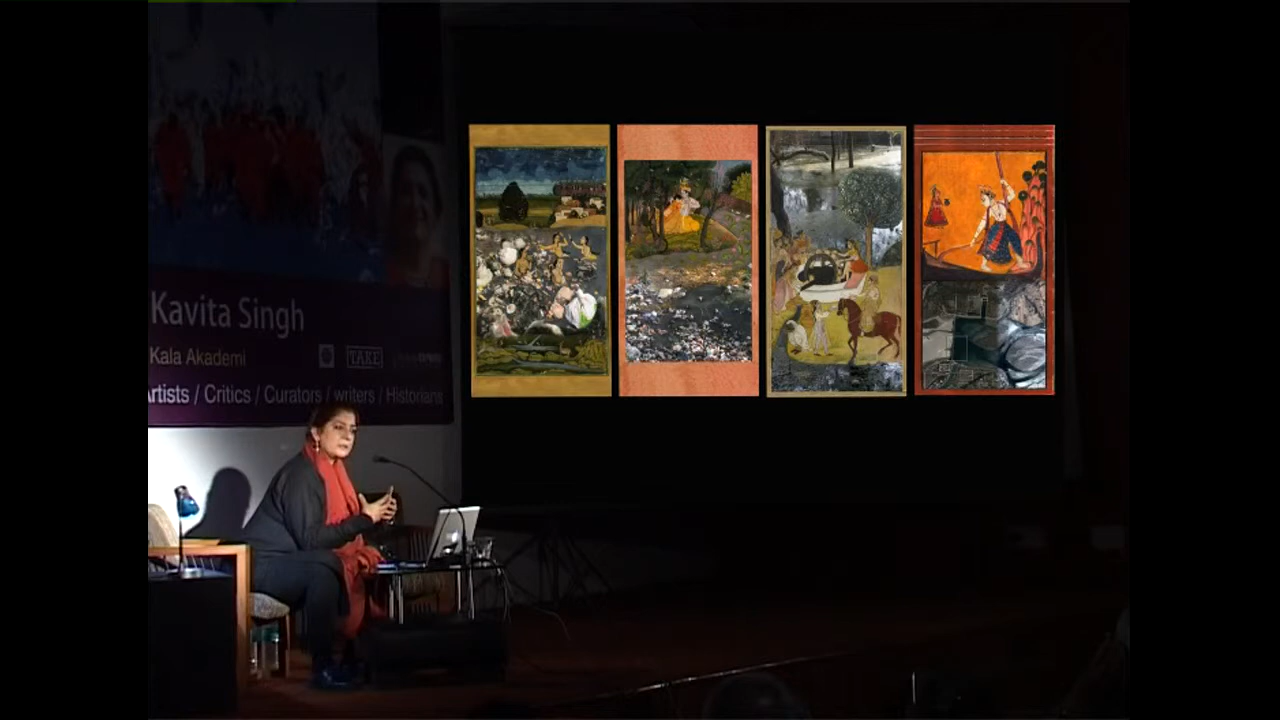 Kavita Singh
Kala Akademi
TAKE
Artists / Critics / Curators / writers / Historians